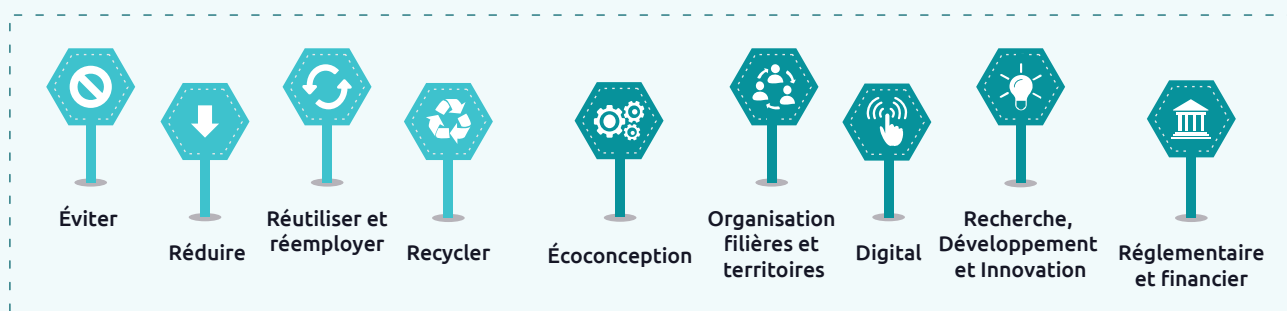 Éviter
Réduire
Réutiliser et
réemployer
Recycler
Écoconception
Organisation
filières et
territoires
Digital
Recherche,
Développement
et Innovation
Réglementaire
et financier